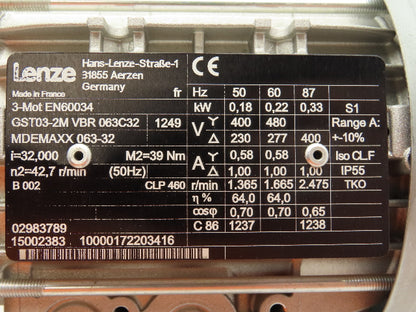 Lenze
Hans-Lenze-Straße-1
31855 Aerzen
Germany
Made in France
fr Hz 50 60 87
3-Mot EN60034 kW 0,18 0,22 0,33 S1
GST03-2M VBR 063C32 1249 V Y 400 480 Range A:
MDEMAXX 063-32 Δ 230 277 400 +-10%
i=32,000 M2=39 Nm A Y 0,58 0,58 Iso CLF
n2=42,7 r/min (50Hz) Δ 1,00 1,00 1,00 IP55
B 002 CLP 460 r/min 1.365 1.665 2.475 TKO
η % 64,0 64,0
02983789 cosφ 0,70 0,70 0,65
15002383 10000172203416 C 86 1237 1238